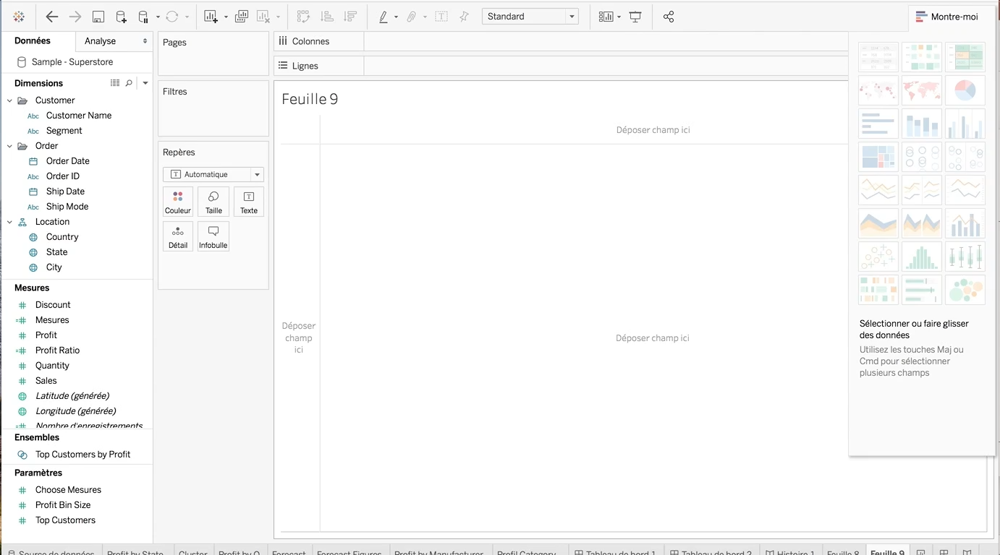 Standard
Montre-moi
Données
Analyse
Pages
Colonnes
Sample - Superstore
Lignes
Dimensions
Filtres
Feuille 9
Customer
Abc Customer Name
Abc Segment
Déposer champ ici
Order
Repères
Order Date
Automatique
Abc Order ID
Ship Date
Abc Ship Mode
Couleur
Taille
Texte
Location
Country
Détail
Infobulle
State
City
Mesures
Discount
Mesures
Profit
Profit Ratio
Quantity
Sales
Latitude (générée)
Longitude (générée)
Nombre d'enregistrements
Déposer
champ
ici
Déposer champ ici
Sélectionner ou faire glisser
des données
Utilisez les touches Maj ou
Cmd pour sélectionner
plusieurs champs
Ensembles
Top Customers by Profit
Paramètres
Choose Mesures
Profit Bin Size
Top Customers
Source de données
Profit by State
Cluster
Profit by Q
Forecast
Forecast Figures
Profit by Manufacturer
Profil Category
Tableau de bord 1
Tableau de bord 2
Histoire 1
Feuille 8
Feuille 9